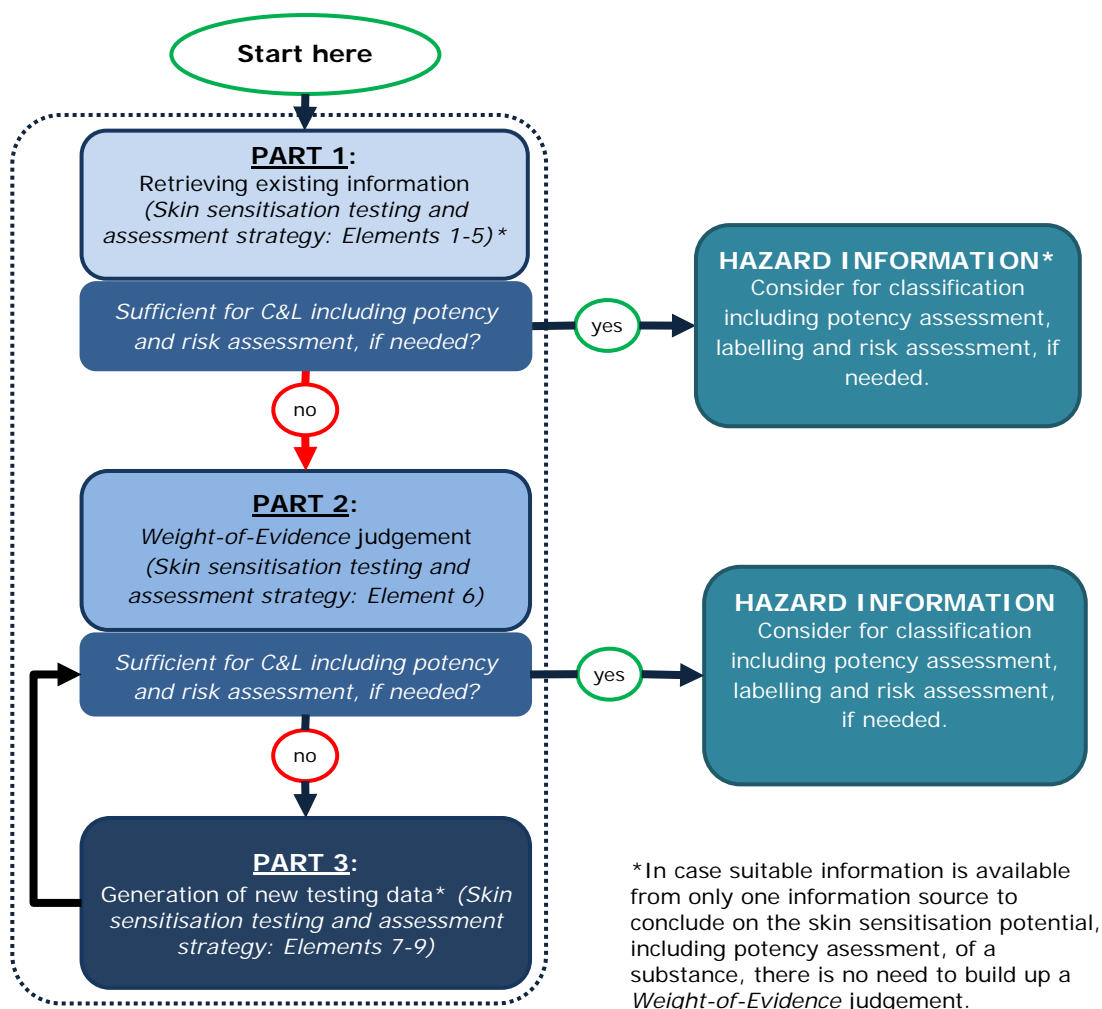 Start here
PART 1:
Retrieving existing information
(Skin sensitisation testing and
assessment strategy: Elements 1-5)*
Sufficient for C&L including potency
and risk assessment, if needed?
yes
HAZARD INFORMATION*
Consider for classification
including potency assessment,
labelling and risk assessment, if
needed.
no
PART 2:
Weight-of-Evidence judgement
(Skin sensitisation testing and
assessment strategy: Element 6)
Sufficient for C&L including potency
and risk assessment, if needed?
yes
HAZARD INFORMATION
Consider for classification
including potency assessment,
labelling and risk assessment,
if needed.
no
PART 3:
Generation of new testing data* (Skin
sensitisation testing and assessment
strategy: Elements 7-9)
*In case suitable information is available
from only one information source to
conclude on the skin sensitisation potential,
including potency asessment, of a
substance, there is no need to build up a
Weight-of-Evidence judgement.